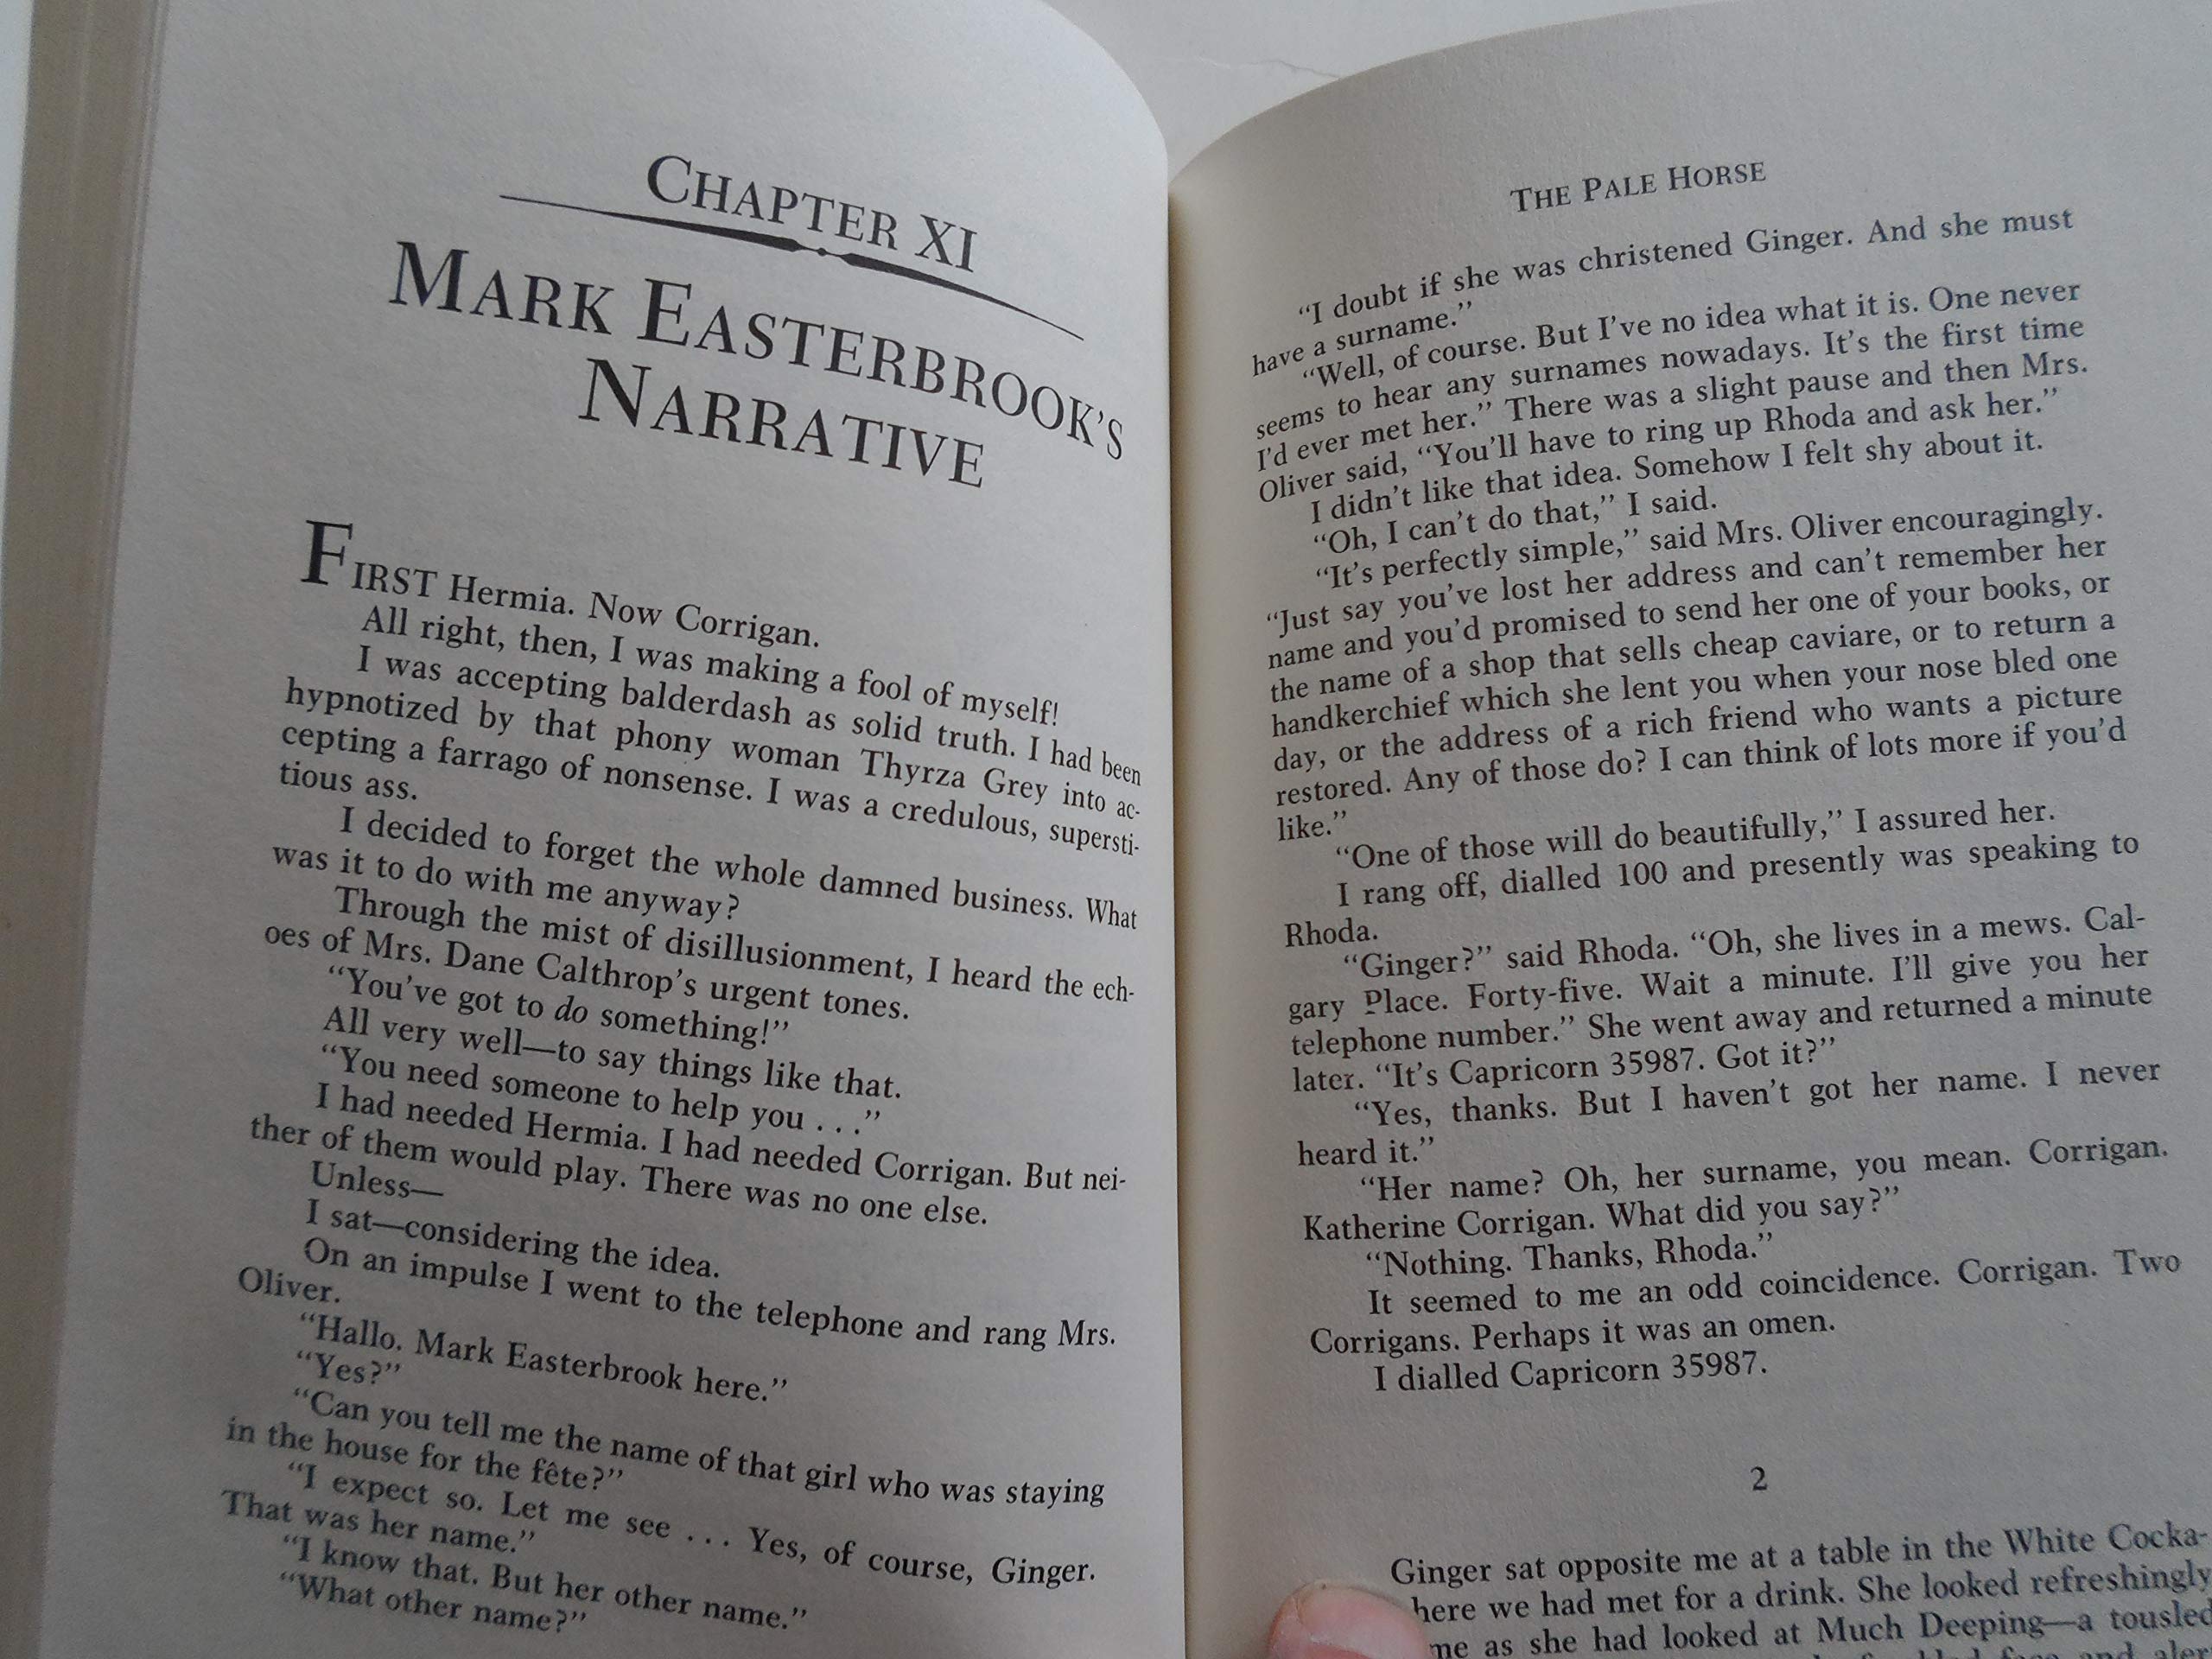 CHAPTER XI
MARK EASTERBROOK'S
NARRATIVE
FIRST Hermia. Now Corrigan.
All right, then, I was making a fool of myself!
I was accepting balderdash as solid truth. I had been
hypnotized by that phony woman Thyrza Grey into ac-
cepting a farrago of nonsense. I was a credulous, supersti-
tious ass.
I decided to forget the whole damned business. What
was it to do with me anyway?
Through the mist of disillusionment, I heard the ech-
oes of Mrs. Dane Calthrop's urgent tones.
“You've got to do something!”
All very well—to say things like that.
“You need someone to help you . . .”
I had needed Hermia. I had needed Corrigan. But nei-
ther of them would play. There was no one else.
Unless—
I sat—considering the idea.
On an impulse I went to the telephone and rang Mrs.
Oliver.
“Hallo. Mark Easterbrook here.”
“Yes?”
“Can you tell me the name of that girl who was staying
in the house for the fête?”
“I expect so. Let me see . . . Yes, of course, Ginger.
That was her name.”
“I know that. But her other name.”
“What other name?”
THE PALE HORSE
“I doubt if she was christened Ginger. And she must
have a surname.”
“Well, of course. But I've no idea what it is. One never
seems to hear any surnames nowadays. It's the first time
I'd ever met her.” There was a slight pause and then Mrs.
Oliver said, “You'll have to ring up Rhoda and ask her.”
I didn't like that idea. Somehow I felt shy about it.
“Oh, I can't do that,” I said.
“It's perfectly simple,” said Mrs. Oliver encouragingly.
“Just say you've lost her address and can't remember her
name and you'd promised to send her one of your books, or
the name of a shop that sells cheap caviare, or to return a
handkerchief which she lent you when your nose bled one
day, or the address of a rich friend who wants a picture
restored. Any of those do? I can think of lots more if you'd
like.”
“One of those will do beautifully,” I assured her.
I rang off, dialled 100 and presently was speaking to
Rhoda.
“Ginger?” said Rhoda. “Oh, she lives in a mews. Cal-
gary Place. Forty-five. Wait a minute. I'll give you her
telephone number.” She went away and returned a minute
later. “It's Capricorn 35987. Got it?”
“Yes, thanks. But I haven't got her name. I never
heard it.”
“Her name? Oh, her surname, you mean. Corrigan.
Katherine Corrigan. What did you say?”
“Nothing. Thanks, Rhoda.”
It seemed to me an odd coincidence. Corrigan. Two
Corrigans. Perhaps it was an omen.
I dialled Capricorn 35987.
2
Ginger sat opposite me at a table in the White Cocka-
here we had met for a drink. She looked refreshingly
me as she had looked at Much Deeping—a tousled